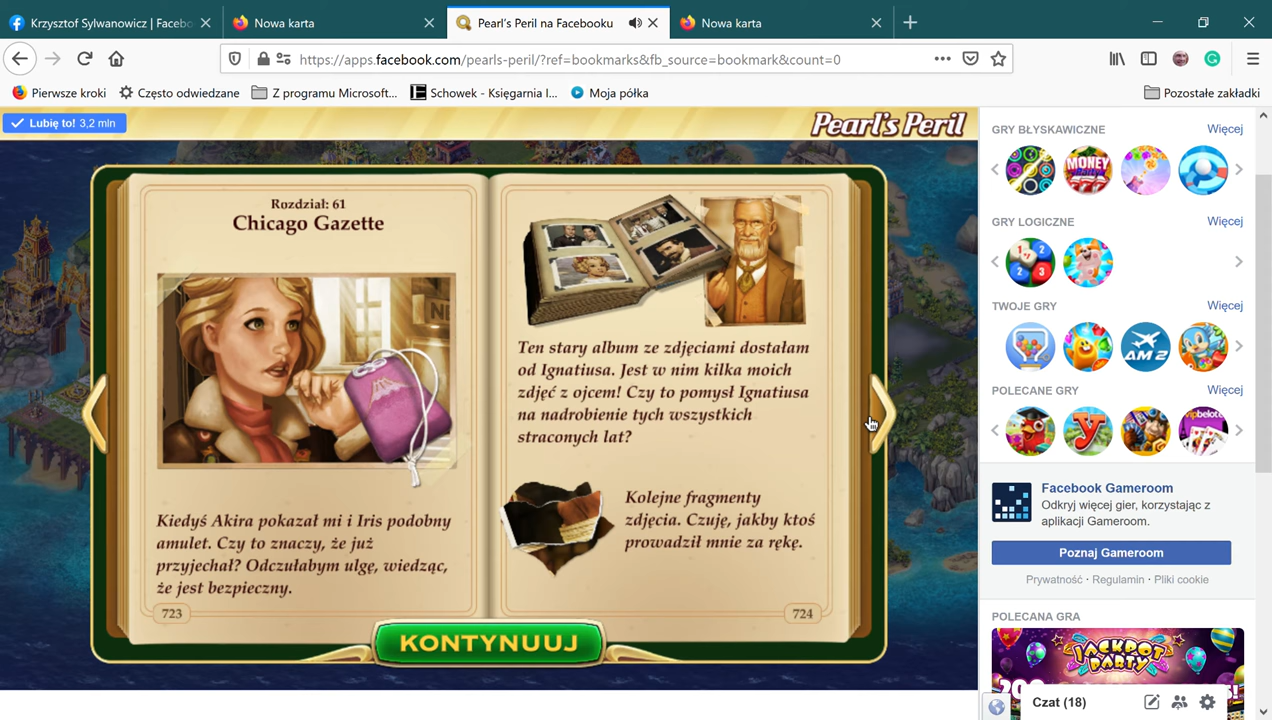 Krzysztof Sylwanowicz | Facebo
Nowa karta
Pearl's Peril na Facebooku
Nowa karta
https://apps.facebook.com/pearls-peril/?ref=bookmarks&fb_source=bookmark&count=0
Pierwsze kroki
Często odwiedzane
Z programu Microsoft...
Schowek - Księgarnia I...
Moja półka
Pozostałe zakładki
Lubię to! 3,2 mln
Pearl's Peril
Rozdział: 61
Chicago Gazette
Kiedyś Akira pokazał mi i Iris podobny
amulet. Czy to znaczy, że już
przyjechał? Odczułabym ulgę, wiedząc,
że jest bezpieczny.
723
Ten stary album ze zdjęciami dostałam
od Ignatiusa. Jest w nim kilka moich
zdjęć z ojcem! Czy to pomysł Ignatiusa
na nadrobienie tych wszystkich
straconych lat?
Kolejne fragmenty
zdjęcia. Czuję, jakby ktoś
prowadził mnie za rękę.
724
KONTYNUUJ
GRY BŁYSKAWICZNE
Więcej
MONEY
GRY LOGICZNE
Więcej
1 2
2 3
TWOJE GRY
Więcej
AM 2
POLECANE GRY
Więcej
У
vipbelote
Facebook Gameroom
Odkryj więcej gier, korzystając z
aplikacji Gameroom.
Poznaj Gameroom
Prywatność · Regulamin · Pliki cookie
POLECANA GRA
JACKPOT
PARTY
Czat (18)